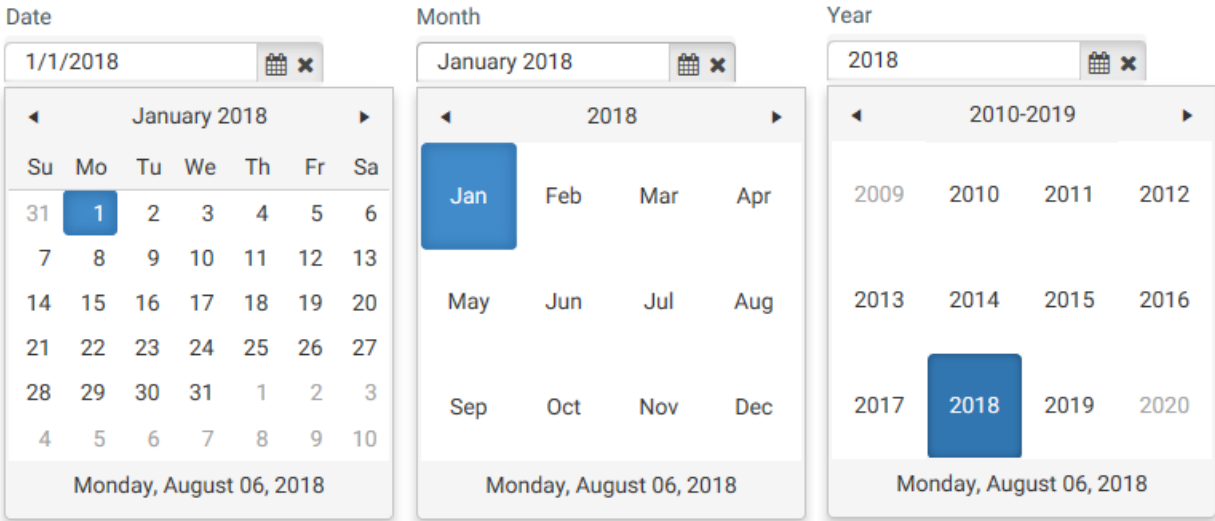 Date
1/1/2018
January 2018
Su Mo Tu We Th Fr Sa
31 1 2 3 4 5 6
7 8 9 10 11 12 13
14 15 16 17 18 19 20
21 22 23 24 25 26 27
28 29 30 31 1 2 3
4 5 6 7 8 9 10
Monday, August 06, 2018
Month
January 2018
2018
Jan Feb Mar Apr
May Jun Jul Aug
Sep Oct Nov Dec
Monday, August 06, 2018
Year
2018
2010-2019
2009 2010 2011 2012
2013 2014 2015 2016
2017 2018 2019 2020
Monday, August 06, 2018